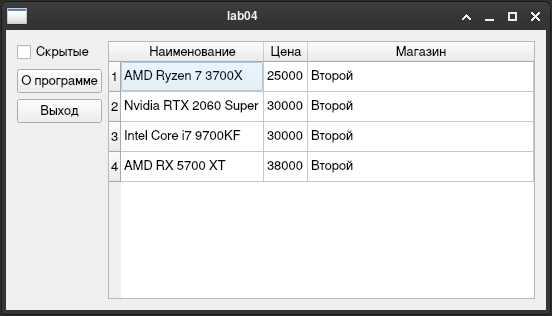 lab04
Скрытые
О программе
Выход
Наименование Цена Магазин
1 AMD Ryzen 7 3700X 25000 Второй
2 Nvidia RTX 2060 Super 30000 Второй
3 Intel Core i7 9700KF 30000 Второй
4 AMD RX 5700 XT 38000 Второй